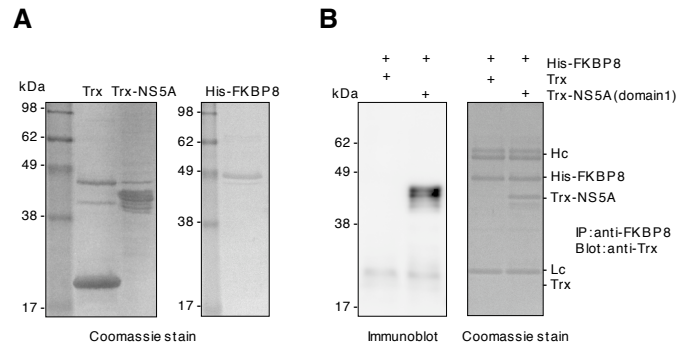 A
kDa
Trx Trx-NS5A
98
62
49
38
17
His-FKBP8
98
62
49
38
17
Coomassie stain
B
+ + + + His-FKBP8
+ + Trx
+ + Trx-NS5A(domain1)
kDa
62
49
38
17
Hc
His-FKBP8
Trx-NS5A
IP:anti-FKBP8
Blot:anti-Trx
Lc
Trx
Immunoblot
Coomassie stain